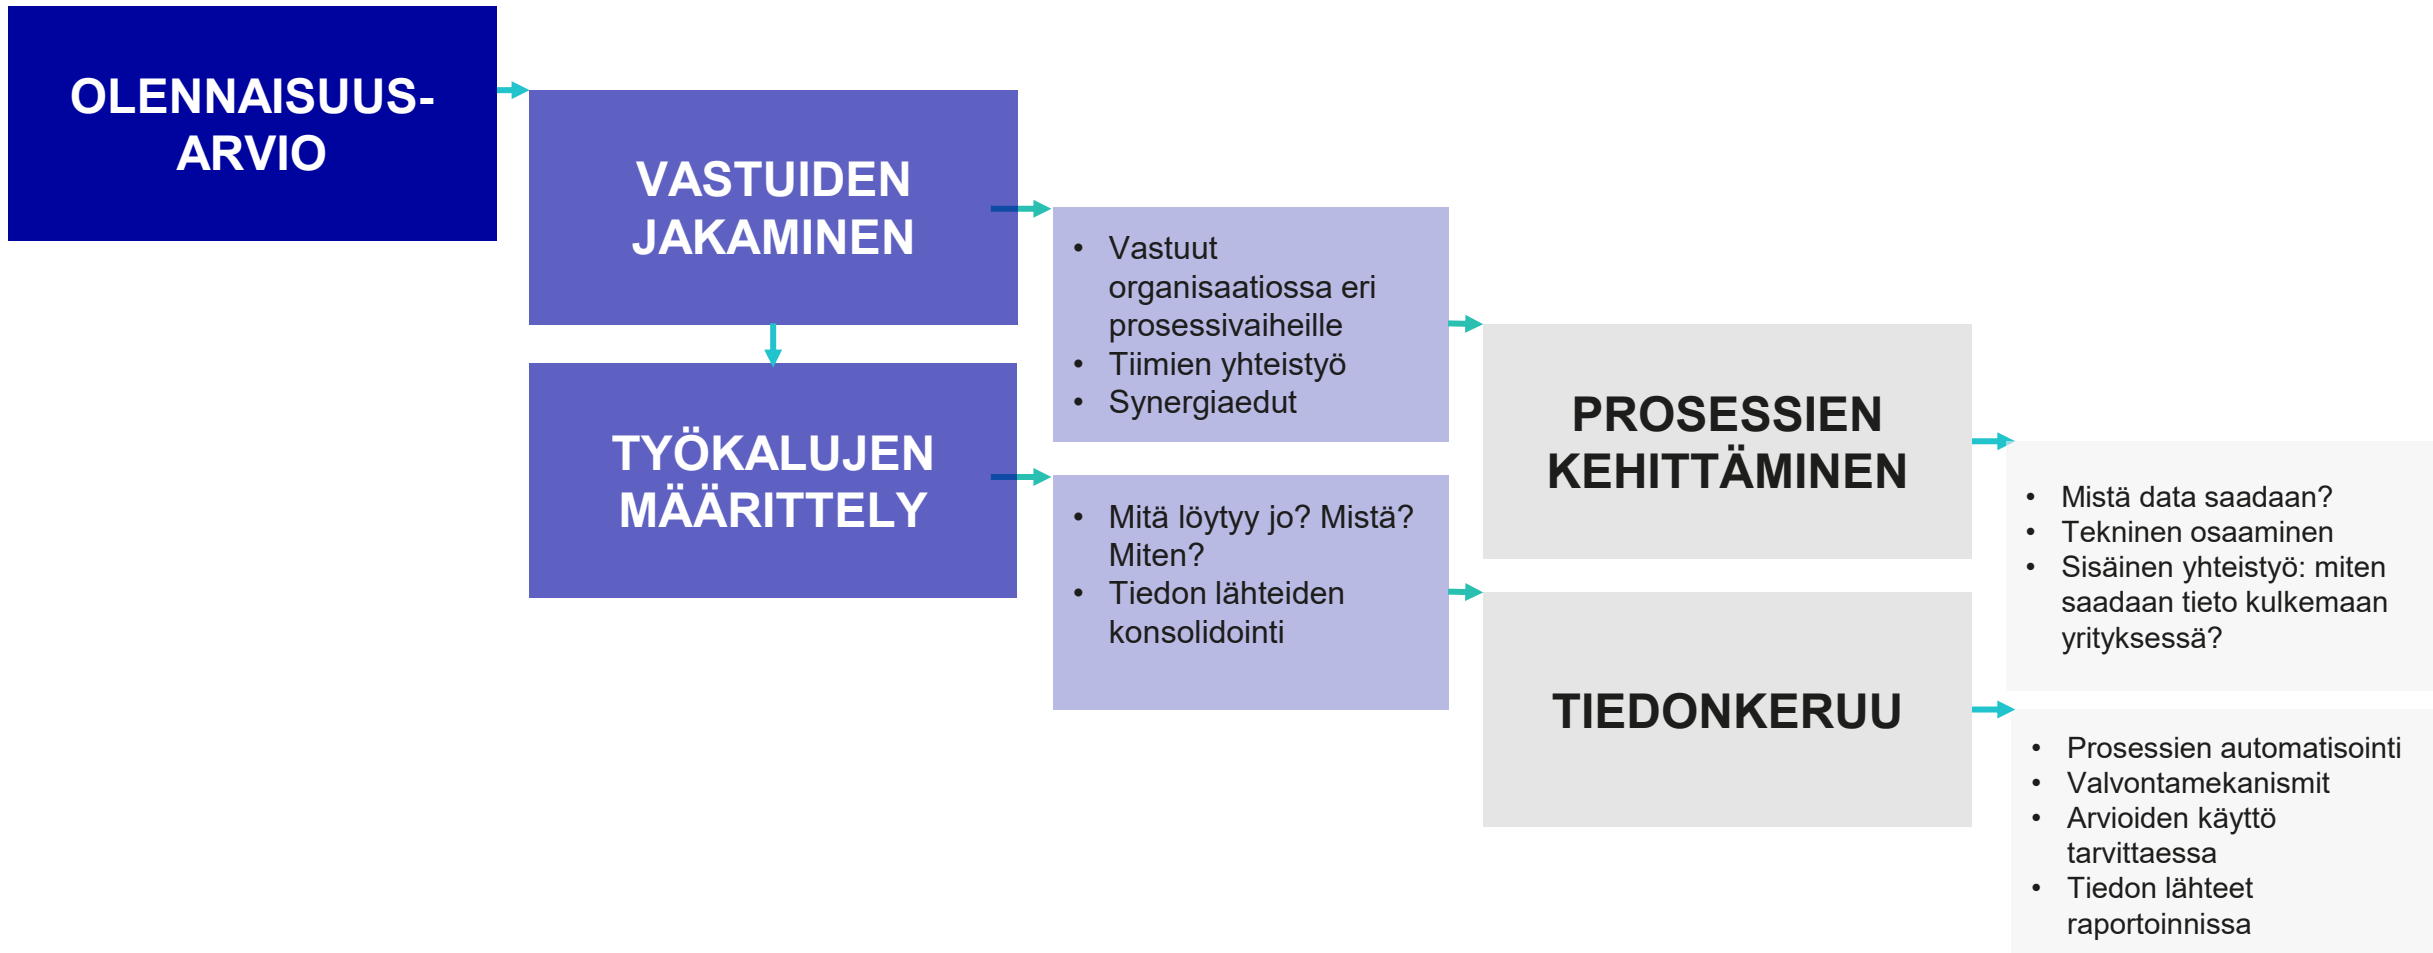 OLENNAISUUS-
ARVIO
VASTUIDEN
JAKAMINEN
TYÖKALUJEN
MÄÄRITTELY
• Vastuut
organisaatiossa eri
prosessivaiheille
• Tiimien yhteistyö
• Synergiaedut
• Mitä löytyy jo? Mistä?
Miten?
• Tiedon lähteiden
konsolidointi
PROSESSIEN
KEHITTÄMINEN
TIEDONKERUU
• Mistä data saadaan?
• Tekninen osaaminen
• Sisäinen yhteistyö: miten
saadaan tieto kulkemaan
yrityksessä?
• Prosessien automatisointi
• Valvontamekanismit
• Arvioiden käyttö
tarvittaessa
• Tiedon lähteet
raportoinnissa